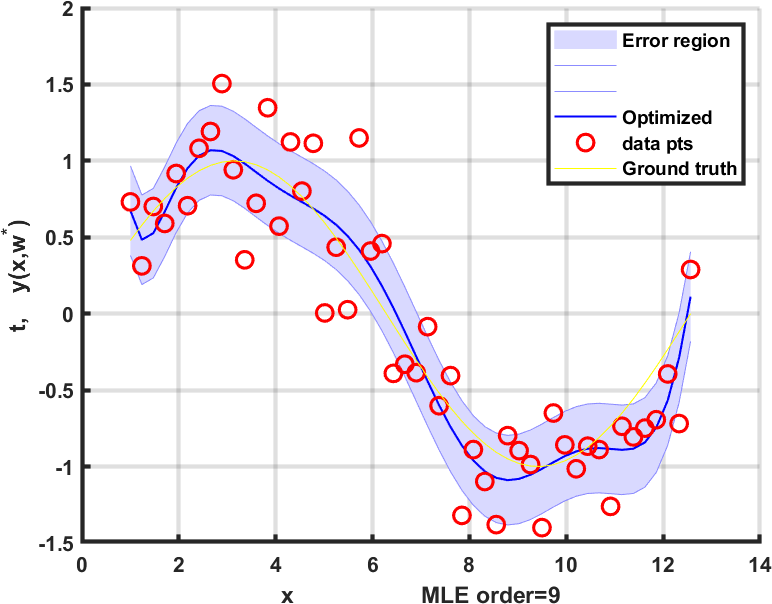 2
1.5
1
0.5
0
-0.5
-1
-1.5
t, y(x,w*)
Error region
Optimized
data pts
Ground truth
0 2 4 6 8 10 12 14
x MLE order=9